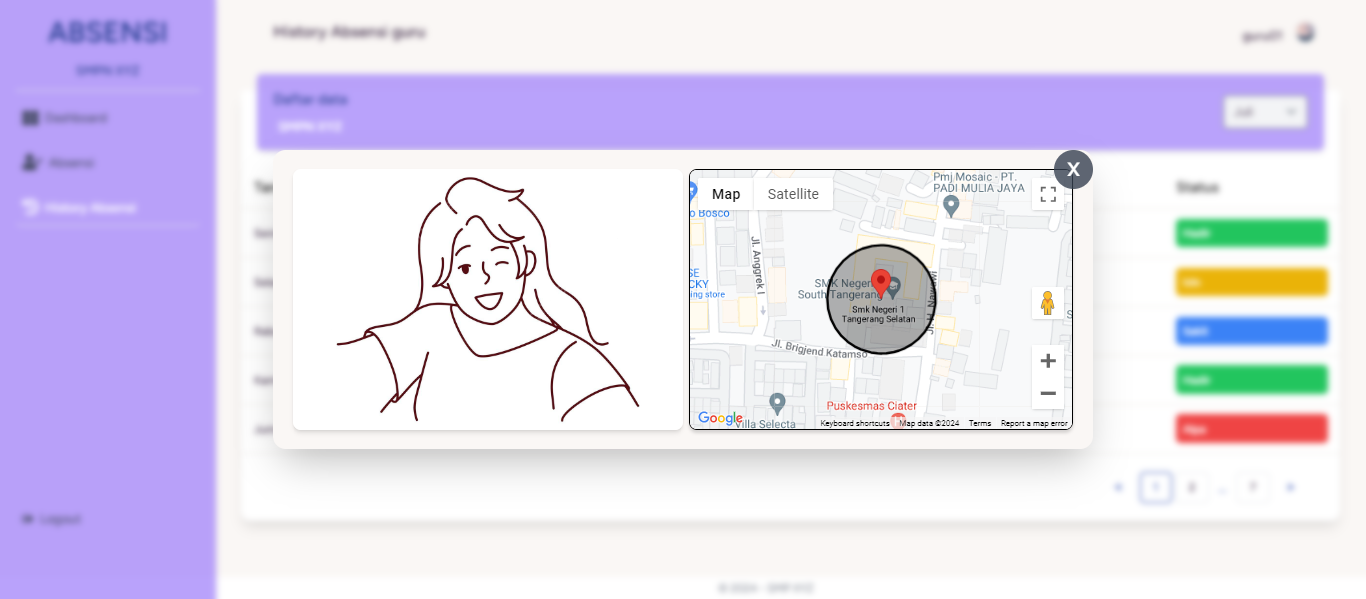 ABSENSI
SMPN XYZ
Dashboard
Absensi
History Absensi
Logout
History Absensi guru
guru01
Daftar data
SMPN XYZ
Juli
Status
Hadir
Izin
Sakit
Hadir
Alpa
X
Map
Satellite
Pmj Mosaic - PT.
PADI MULIA JAYA
o Bosco
Jl. Anggrek I
SE
CKY
ing store
SMK Negeri
South Tangerang
Smk Negeri 1
Tangerang Selatan
Jl. H. Nawawi
Jl. Brigjend Katamso
Puskesmas Ciater
Villa Selecta
Google
Keyboard shortcuts
Map data ©2024
Terms
Report a map error
1
2
...
7
© 2024 - SMP XYZ